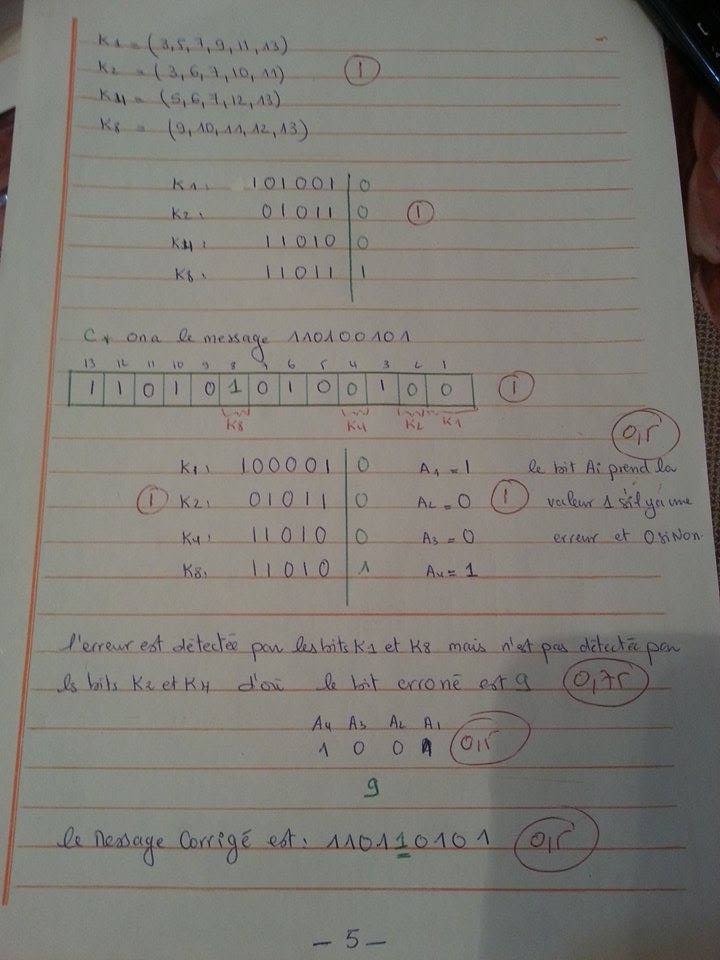 K1 = (3,5,7,9,11,13)
K2 = (3,6,7,10,11) 1
K4 = (5,6,7,12,13)
K8 = (9,10,11,12,13)
K1: 101001 | 0
K2: 01011 | 0 1
K4: 11010 | 0
K8: 11011 | 1
on a le message 110100101
13 12 11 10 9 8 7 6 5 4 3 2 1
1 1 0 1 0 1 0 1 0 0 1 0 0 1
K8 K4 K2 K1
0,5
K1: 100001 | 0 A1 = 1 le bit Ai prend la
1 K2: 01011 | 0 A2 = 0 1 valeur 1 s'il y a une
K4: 11010 | 0 A3 = 0 erreur et 0 sinon.
K8: 11010 | 1 A4 = 1
l'erreur est détectée par les bits K1 et K8 mais n'est pas détectée par
ls bits K2 et K4 d'où le bit erroné est 9 0,75
A4 A3 A2 A1
1 0 0 1 0,5
9
le Message Corrigé est: 110110101 0,5
- 5 -